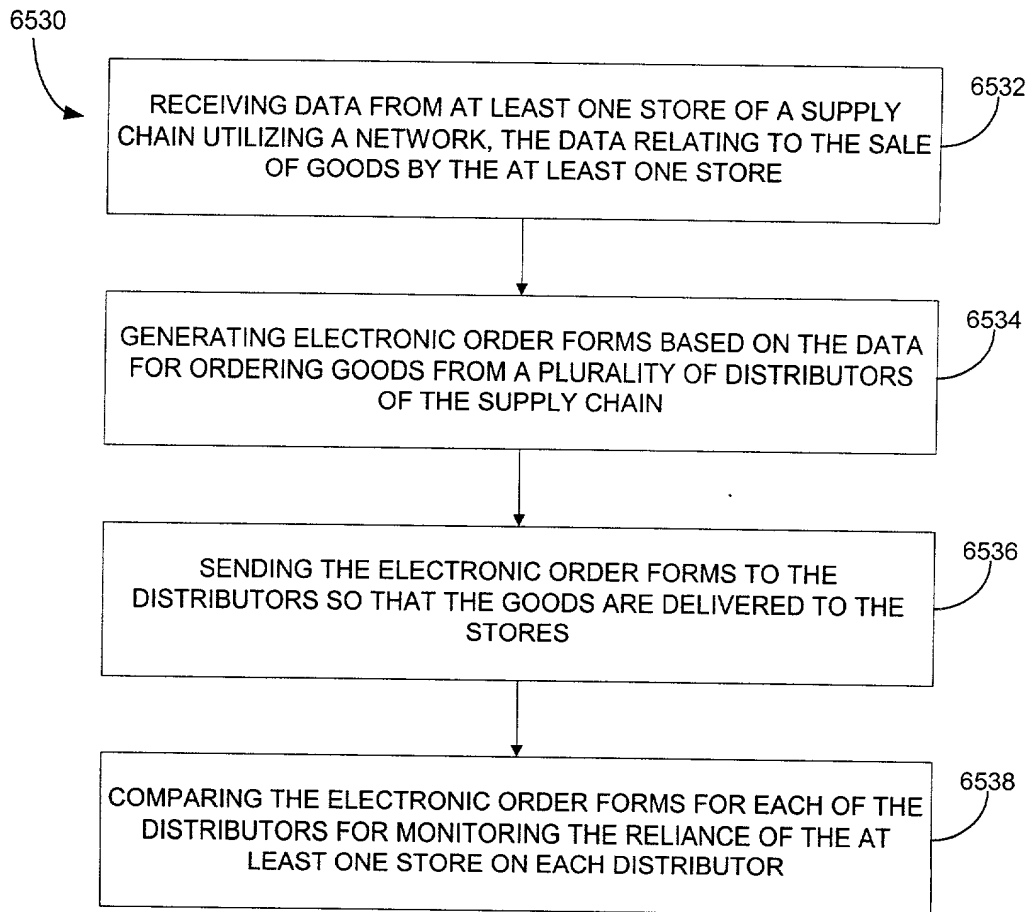 6530
6532
RECEIVING DATA FROM AT LEAST ONE STORE OF A SUPPLY
CHAIN UTILIZING A NETWORK, THE DATA RELATING TO THE SALE
OF GOODS BY THE AT LEAST ONE STORE
6534
GENERATING ELECTRONIC ORDER FORMS BASED ON THE DATA
FOR ORDERING GOODS FROM A PLURALITY OF DISTRIBUTORS
OF THE SUPPLY CHAIN
6536
SENDING THE ELECTRONIC ORDER FORMS TO THE
DISTRIBUTORS SO THAT THE GOODS ARE DELIVERED TO THE
STORES
6538
COMPARING THE ELECTRONIC ORDER FORMS FOR EACH OF THE
DISTRIBUTORS FOR MONITORING THE RELIANCE OF THE AT
LEAST ONE STORE ON EACH DISTRIBUTOR